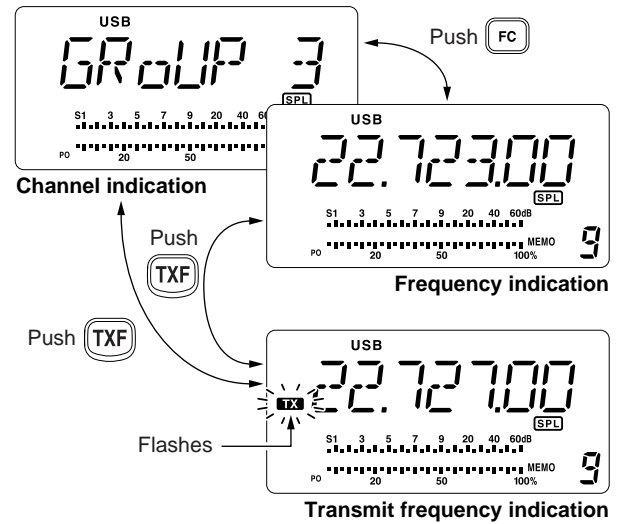 USB
GRoUP 3
SPL
S1 3 5 7 9 20 40 60
PO 20 50
Channel indication
Push FC
USB
22.723.00
SPL
S1 3 5 7 9 20 40 60dB
PO 20 50 100% MEMO 9
Frequency indication
Push
TXF
Push TXF
USB
TX 22.727.00
SPL
Flashes
S1 3 5 7 9 20 40 60dB
PO 20 50 100% MEMO 9
Transmit frequency indication